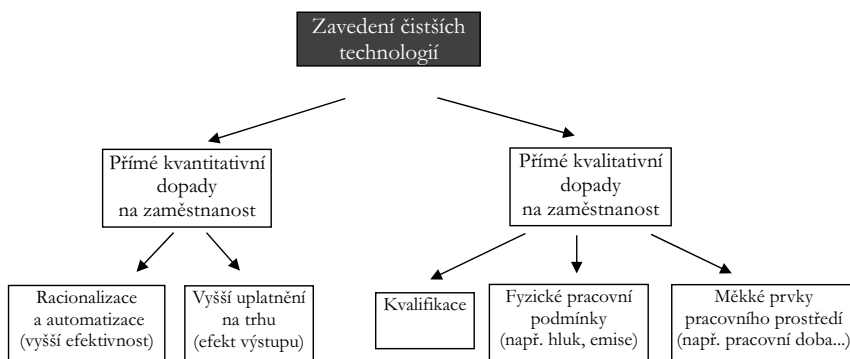 Zavedení čistších
technologií
Přímé kvantitativní
dopady
na zaměstnanost
Přímé kvalitativní
dopady
na zaměstnanost
Racionalizace
a automatizace
(vyšší efektivnost)
Vyšší uplatnění
na trhu
(efekt výstupu)
Kvalifikace
Fyzické pracovní
podmínky
(např. hluk, emise)
Měkké prvky
pracovního prostředí
(např. pracovní doba...)